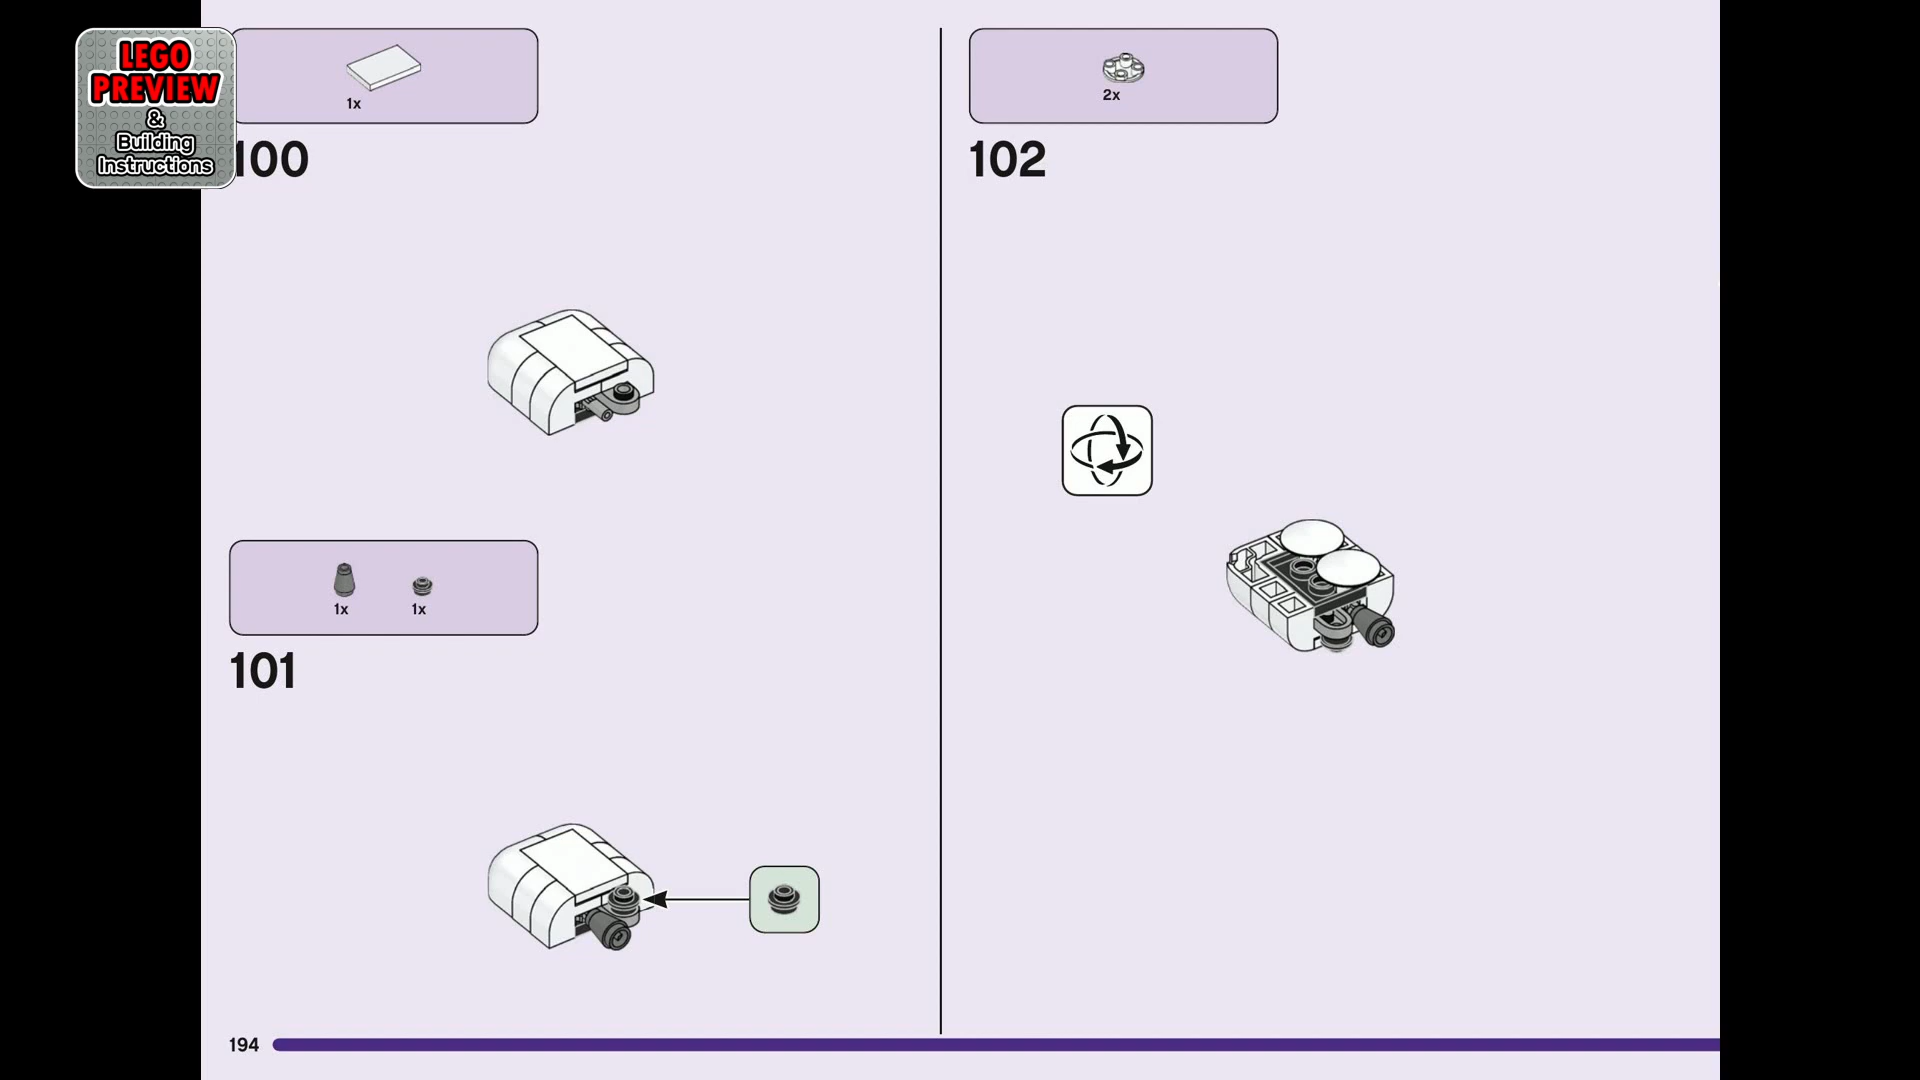 LEGO
PREVIEW
&
Building
Instructions
1x
100
1x
1x
101
2x
102
194